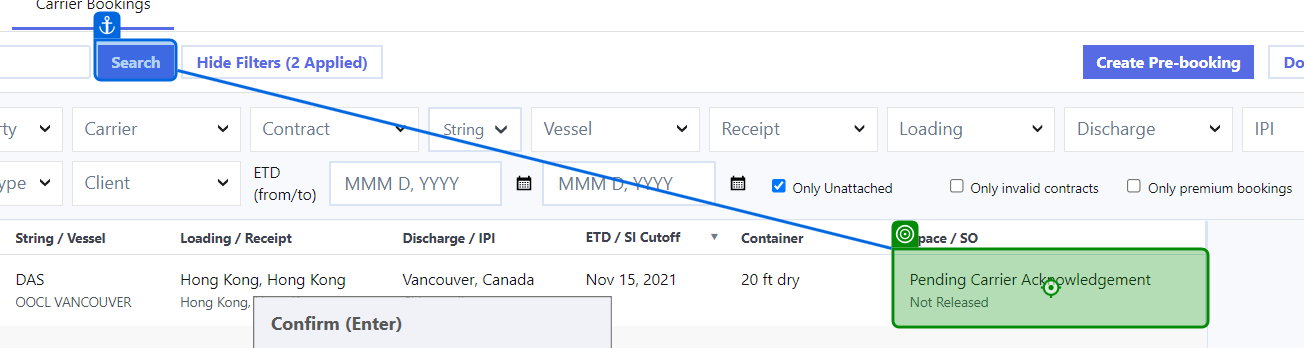 Carrier Bookings
Search
Hide Filters (2 Applied)
Create Pre-booking
Do
rty
Carrier
Contract
String
Vessel
Receipt
Loading
Discharge
IPI
ype
Client
ETD
(from/to)
MMM D, YYYY
MMM D, YYYY
Only Unattached
Only invalid contracts
Only premium bookings
String / Vessel
Loading / Receipt
Discharge / IPI
ETD / SI Cutoff
Container
pace / SO
DAS
Hong Kong, Hong Kong
Vancouver, Canada
Nov 15, 2021
20 ft dry
Pending Carrier Acknowledgement
OOCL VANCOUVER
Hong Kong,
Not Released
Confirm (Enter)